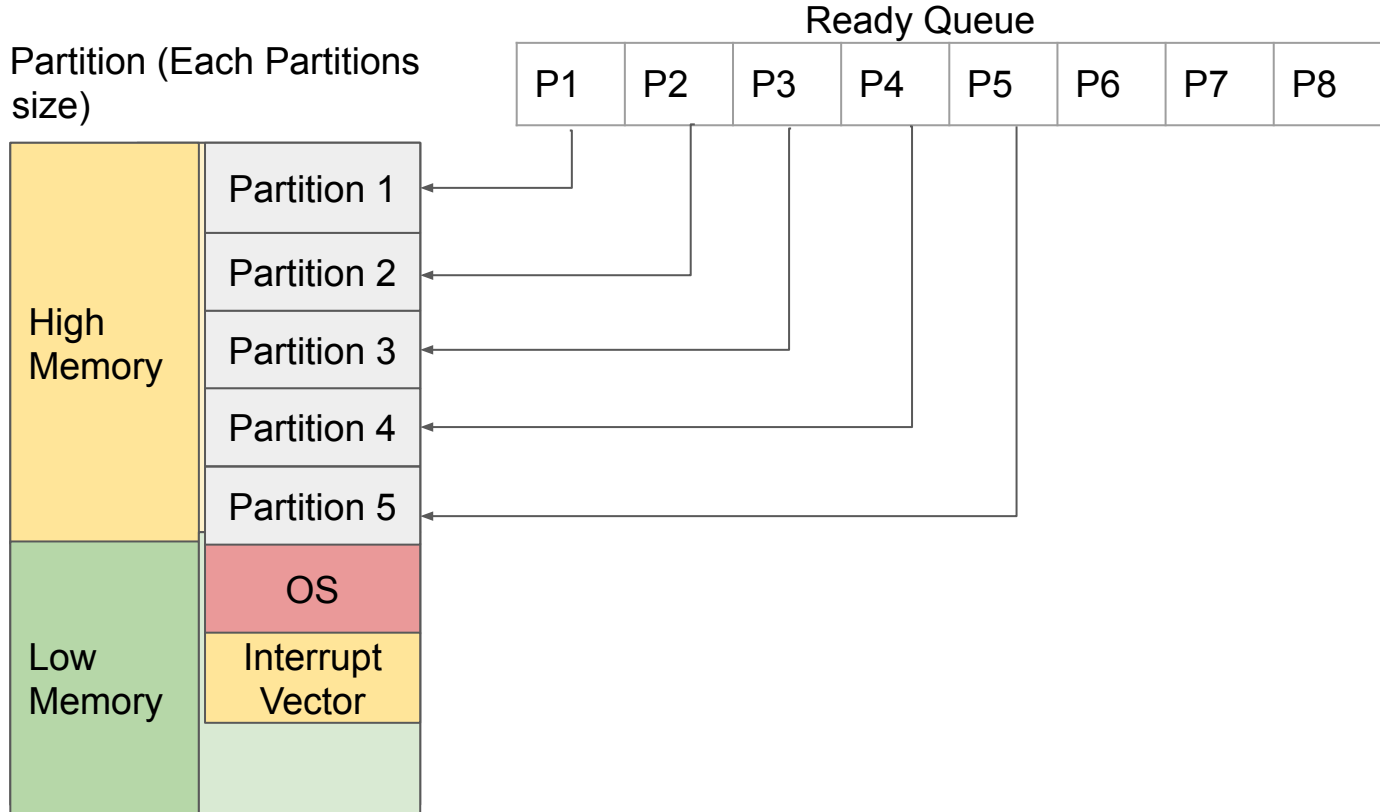 Ready Queue
Partition (Each Partitions
size)
P1 P2 P3 P4 P5 P6 P7 P8
Partition 1
Partition 2
High
Memory
Partition 3
Partition 4
Partition 5
OS
Low
Memory
Interrupt
Vector